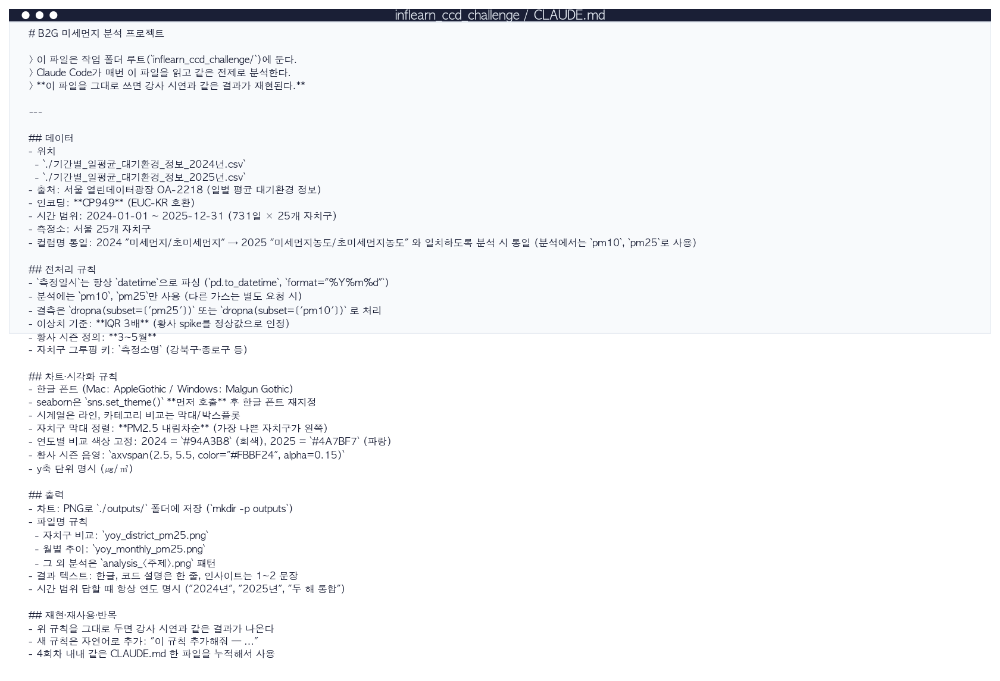 inflearn_ccd_challenge / CLAUDE.md
# B2G 미세먼지 분석 프로젝트
> 이 파일은 작업 폴더 루트(`inflearn_ccd_challenge/`)에 둔다.
> Claude Code가 매번 이 파일을 읽고 같은 전제로 분석한다.
> **이 파일을 그대로 쓰면 강사 시연과 같은 결과가 재현된다.**
---
## 데이터
- 위치
  - `./기간별_일평균_대기환경_정보_2024년.csv`
  - `./기간별_일평균_대기환경_정보_2025년.csv`
- 출처: 서울 열린데이터광장 OA-2218 (일별 평균 대기환경 정보)
- 인코딩: **CP949** (EUC-KR 호환)
- 시간 범위: 2024-01-01 ~ 2025-12-31 (731일 × 25개 자치구)
- 측정소: 서울 25개 자치구
- 컬럼명 통일: 2024 "미세먼지/초미세먼지" → 2025 "미세먼지농도/초미세먼지농도" 와 일치하도록 분석 시 통일 (분석에서는 `pm10`, `pm25`로 사용)
## 전처리 규칙
- `측정일시`는 항상 `datetime`으로 파싱 (`pd.to_datetime`, `format="%Y%m%d"`)
- 분석에는 `pm10`, `pm25`만 사용 (다른 가스는 별도 요청 시)
- 결측은 `dropna(subset=['pm25'])` 또는 `dropna(subset=['pm10'])` 로 처리
- 이상치 기준: **IQR 3배** (황사 spike를 정상값으로 인정)
- 황사 시즌 정의: **3~5월**
- 자치구 그루핑 키: `측정소명` (강북구·종로구 등)
## 차트·시각화 규칙
- 한글 폰트 (Mac: AppleGothic / Windows: Malgun Gothic)
- seaborn은 `sns.set_theme()` **먼저 호출** 후 한글 폰트 재지정
- 시계열은 라인, 카테고리 비교는 막대/박스플롯
- 자치구 막대 정렬: **PM2.5 내림차순** (가장 나쁜 자치구가 왼쪽)
- 연도별 비교 색상 고정: 2024 = `#94A3B8` (회색), 2025 = `#4A7BF7` (파랑)
- 황사 시즌 음영: `axvspan(2.5, 5.5, color="#FBBF24", alpha=0.15)`
- y축 단위 명시 (㎍/㎥)
## 출력
- 차트: PNG로 `./outputs/` 폴더에 저장 (`mkdir -p outputs`)
- 파일명 규칙
  - 자치구 비교: `yoy_district_pm25.png`
  - 월별 추이: `yoy_monthly_pm25.png`
  - 그 외 분석은 `analysis_<주제>.png` 패턴
- 결과 텍스트: 한글, 코드 설명은 한 줄, 인사이트는 1~2 문장
- 시간 범위 답할 때 항상 연도 명시 ("2024년", "2025년", "두 해 통합")
## 재현·재사용·반복
- 위 규칙을 그대로 두면 강사 시연과 같은 결과가 나온다
- 새 규칙은 자연어로 추가: "이 규칙 추가해줘 — ..."
- 4회차 내내 같은 CLAUDE.md 한 파일을 누적해서 사용